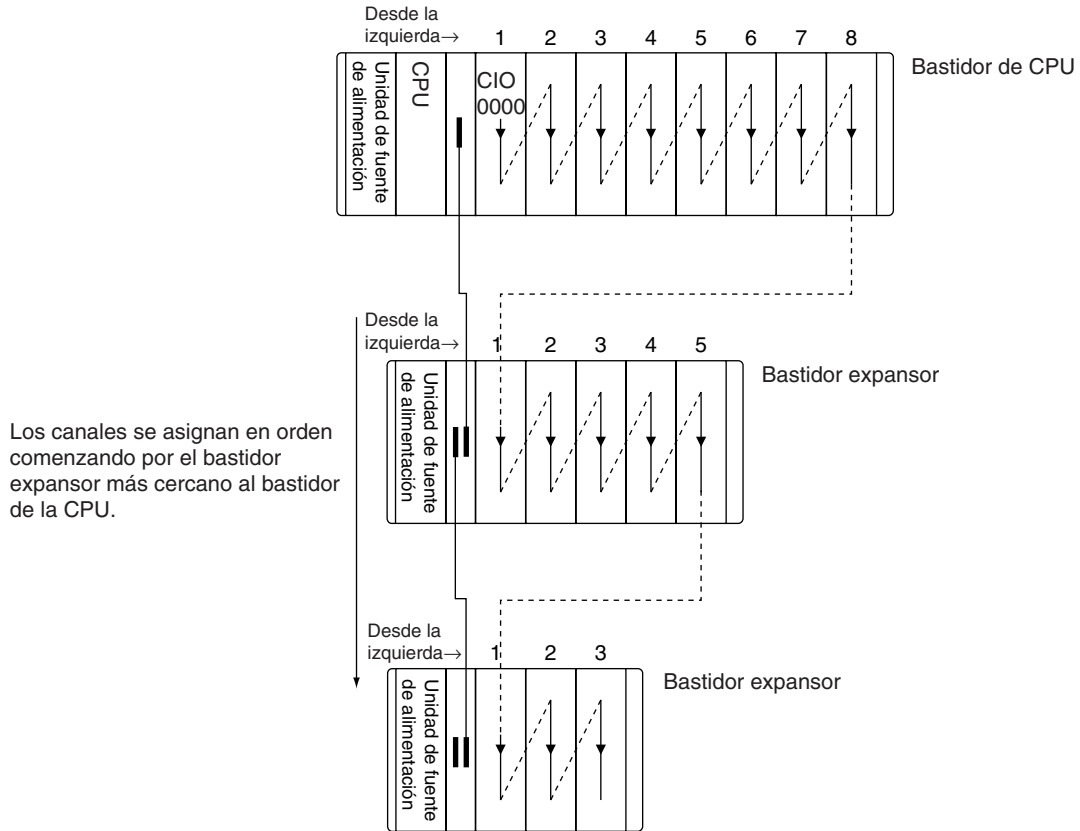 Desde la
izquierda→ 1 2 3 4 5 6 7 8
Unidad de fuente
de alimentación
CPU
CIO
0000
Bastidor de CPU
Desde la
izquierda→ 1 2 3 4 5
Unidad de fuente
de alimentación
Bastidor expansor
Los canales se asignan en orden
comenzando por el bastidor
expansor más cercano al bastidor
de la CPU.
Desde la
izquierda→ 1 2 3
Unidad de fuente
de alimentación
Bastidor expansor